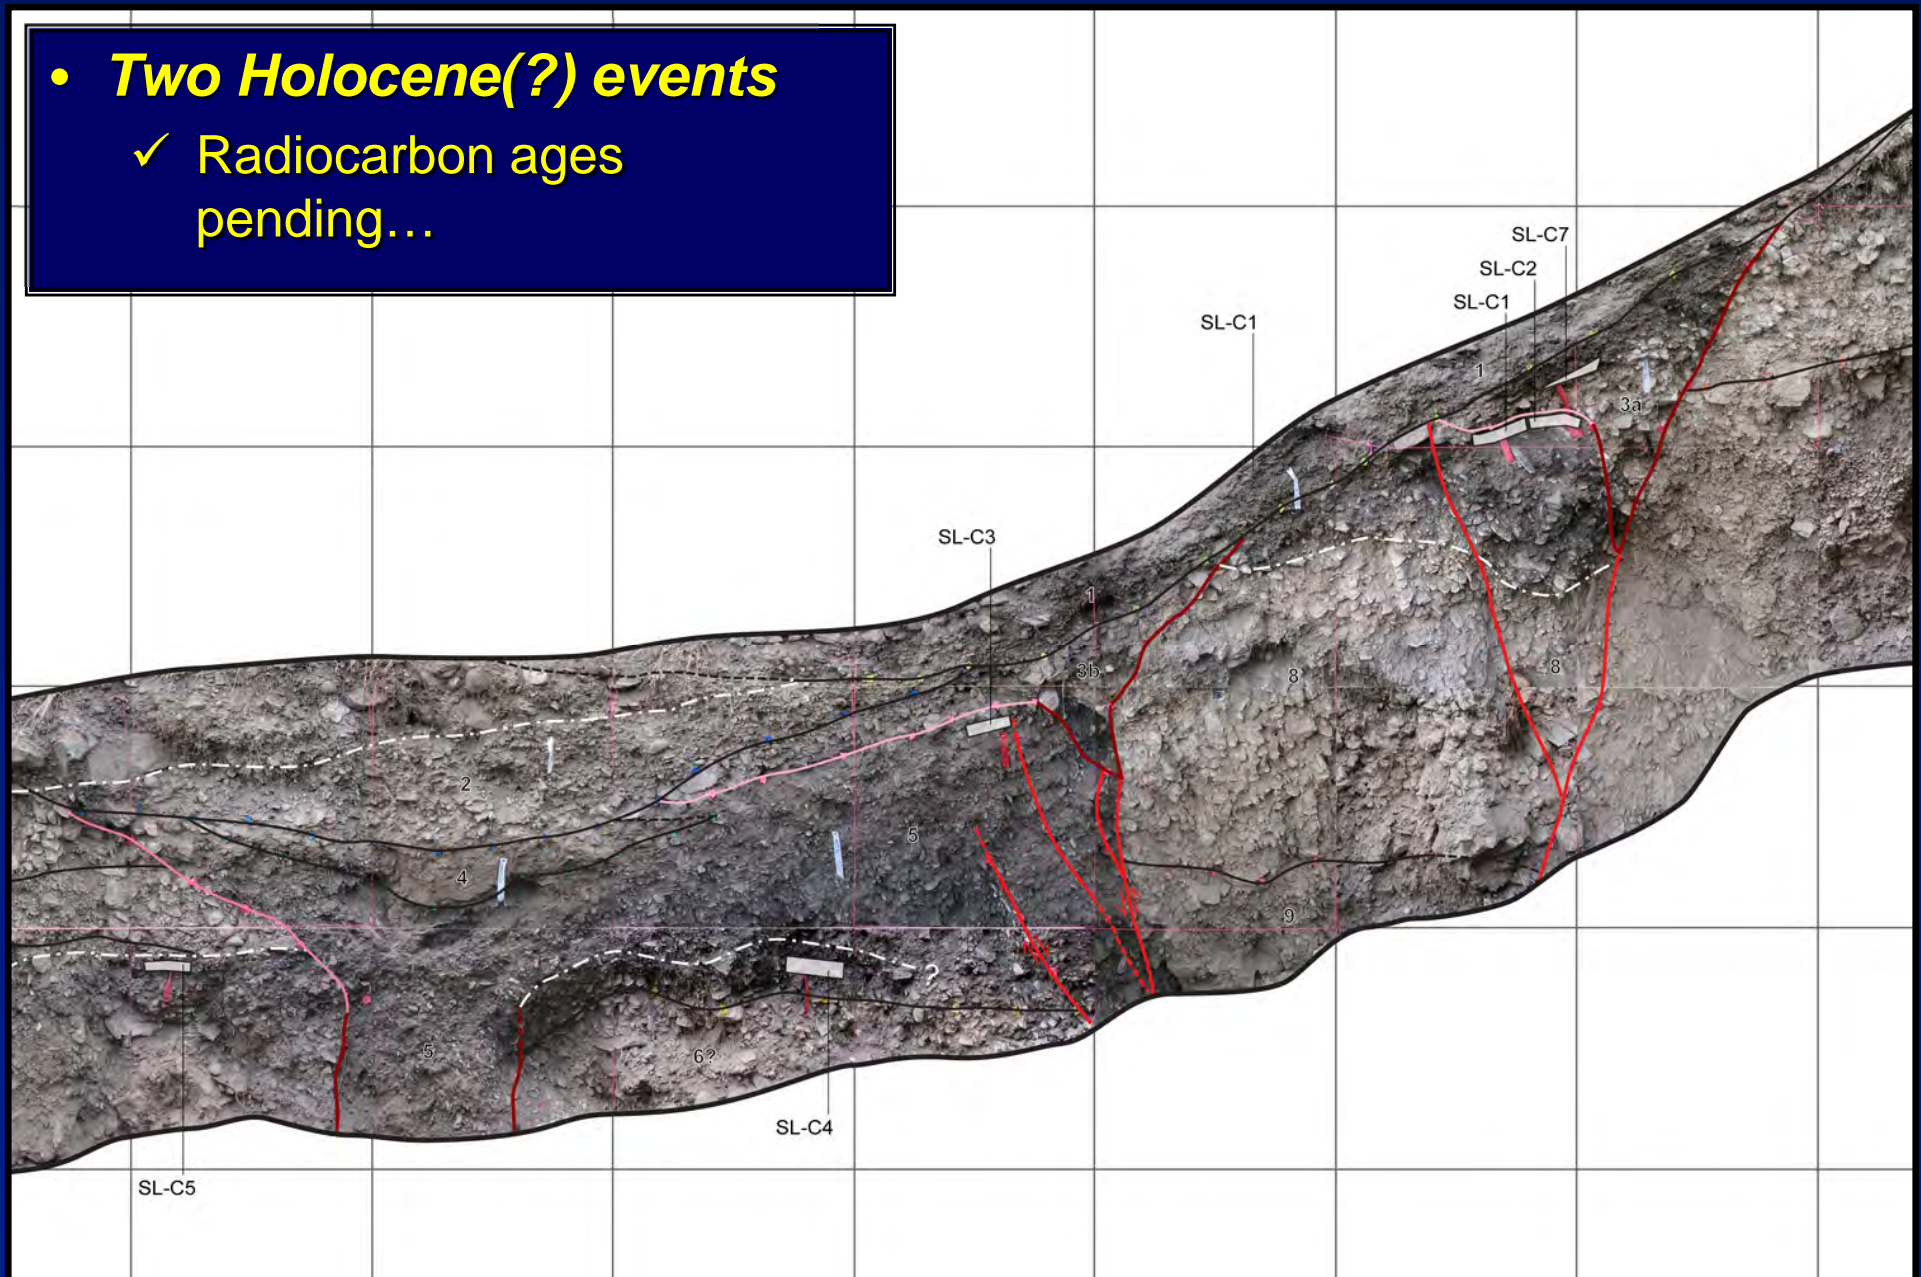 • Two Holocene(?) events
✓ Radiocarbon ages
pending…
SL-C7
SL-C2
SL-C1
SL-C1
1
3a
SL-C3
1
3b
8
8
2
5
4
9
?
5
6?
SL-C4
SL-C5